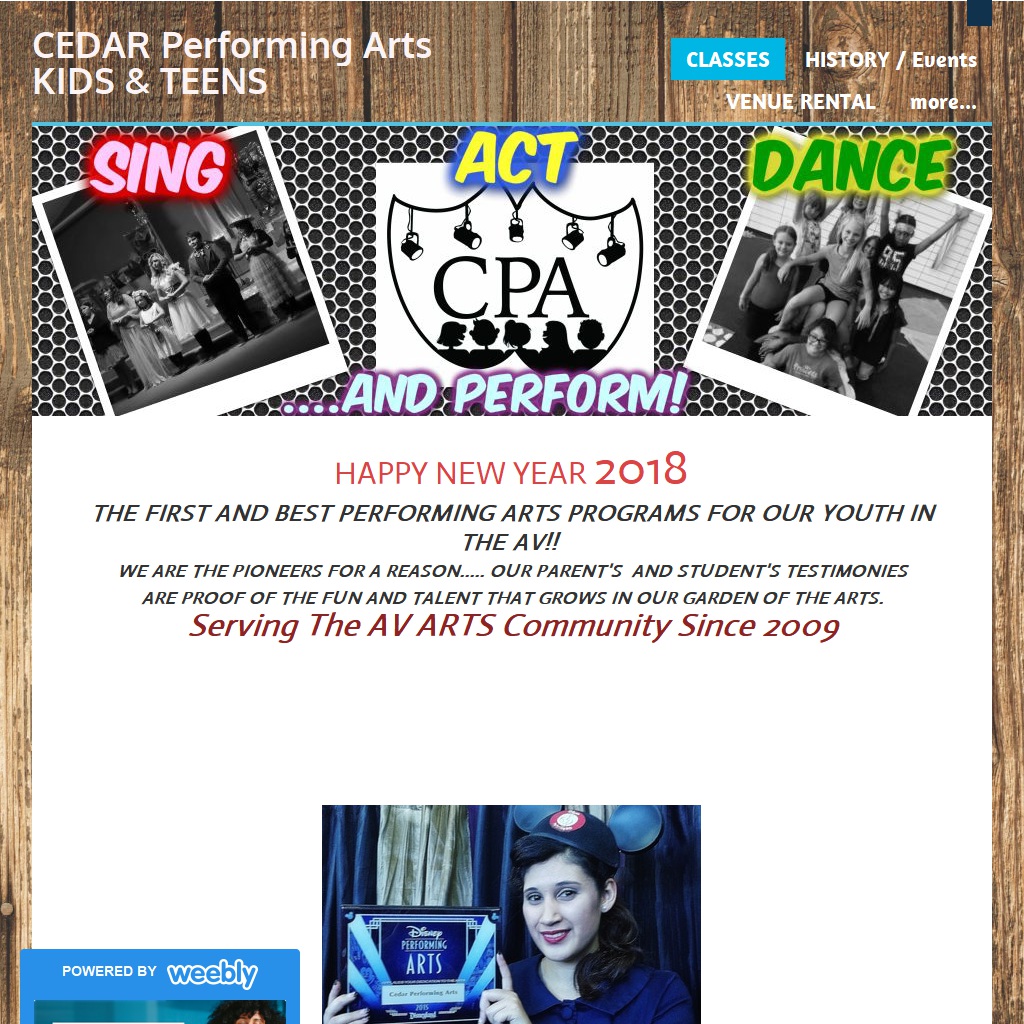 CEDAR Performing Arts
KIDS & TEENS
CLASSES
HISTORY / Events
VENUE RENTAL
more...
SING
ACT
DANCE
CPA
....AND PERFORM!
HAPPY NEW YEAR 2018
THE FIRST AND BEST PERFORMING ARTS PROGRAMS FOR OUR YOUTH IN
THE AV!!
WE ARE THE PIONEERS FOR A REASON..... OUR PARENT'S  AND STUDENT'S TESTIMONIES
ARE PROOF OF THE FUN AND TALENT THAT GROWS IN OUR GARDEN OF THE ARTS.
Serving The AV ARTS Community Since 2009
Disney
PERFORMING
ARTS
Cedar Performing Arts
2015
Disneyland
POWERED BY weebly